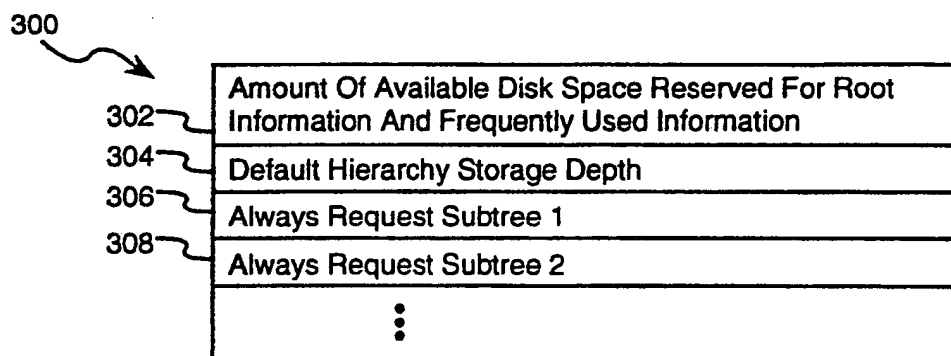 300
Amount Of Available Disk Space Reserved For Root
302
Information And Frequently Used Information
304
Default Hierarchy Storage Depth
306
Always Request Subtree 1
308
Always Request Subtree 2